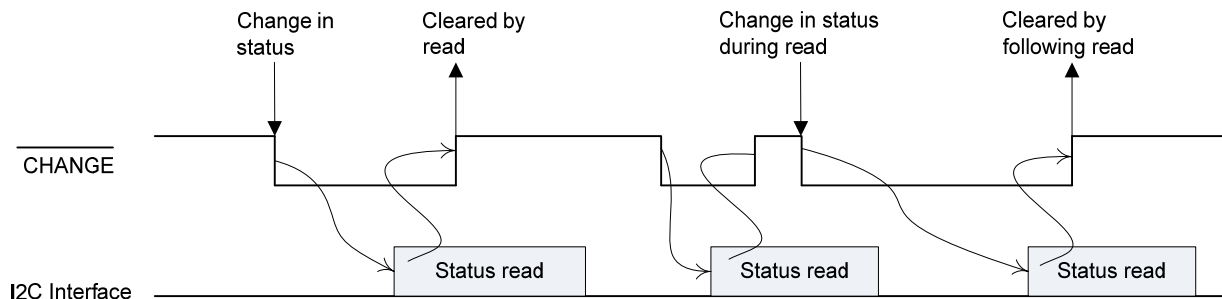 Change in
status
Cleared by
read
Change in status
during read
Cleared by
following read
CHANGE
Status read
Status read
Status read
I2C Interface